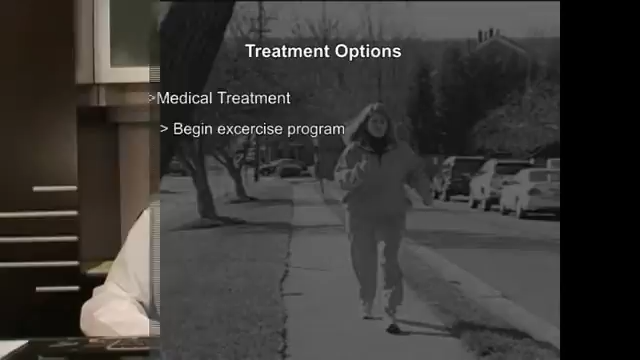 Treatment Options
>Medical Treatment
> Begin excercise program